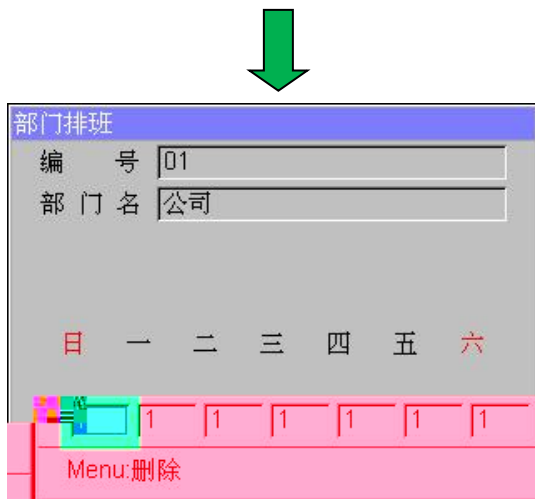 部门排班
编 号 01
部 门 名 公司
日 一 二 三 四 五 六
1 1 1 1 1 1
Menu:删除